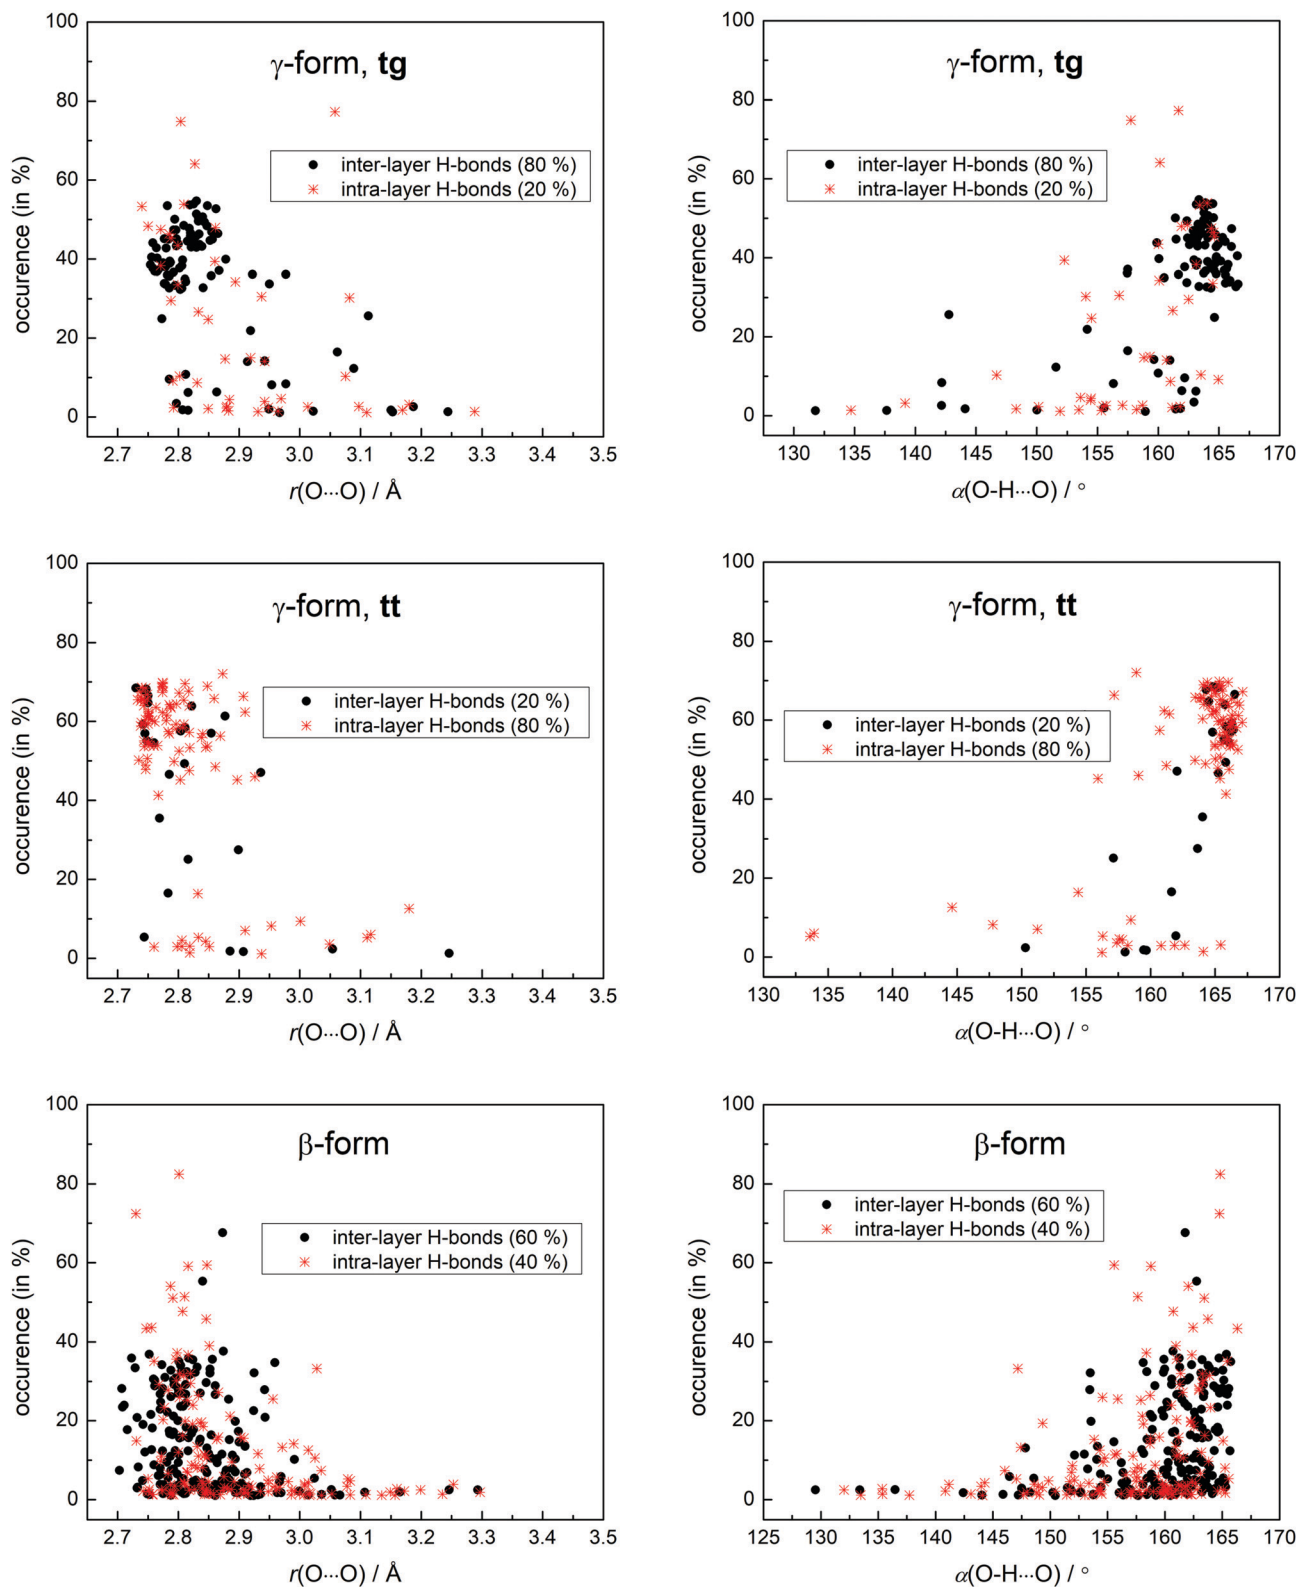 γ-form, tg
inter-layer H-bonds (80 %)
intra-layer H-bonds (20 %)
occurence (in %)
100
80
60
40
20
0
2.7 2.8 2.9 3.0 3.1 3.2 3.3 3.4 3.5
r(O···O) / Å
γ-form, tg
inter-layer H-bonds (80 %)
intra-layer H-bonds (20 %)
occurence (in %)
100
80
60
40
20
0
130 135 140 145 150 155 160 165 170
α(O-H···O) / °
γ-form, tt
inter-layer H-bonds (20 %)
intra-layer H-bonds (80 %)
occurence (in %)
100
80
60
40
20
0
2.7 2.8 2.9 3.0 3.1 3.2 3.3 3.4 3.5
r(O···O) / Å
γ-form, tt
inter-layer H-bonds (20 %)
intra-layer H-bonds (80 %)
occurence (in %)
100
80
60
40
20
0
130 135 140 145 150 155 160 165 170
α(O-H···O) / °
β-form
inter-layer H-bonds (60 %)
intra-layer H-bonds (40 %)
occurence (in %)
100
80
60
40
20
0
2.7 2.8 2.9 3.0 3.1 3.2 3.3 3.4 3.5
r(O···O) / Å
β-form
inter-layer H-bonds (60 %)
intra-layer H-bonds (40 %)
occurence (in %)
100
80
60
40
20
0
125 130 135 140 145 150 155 160 165 170
α(O-H···O) / °